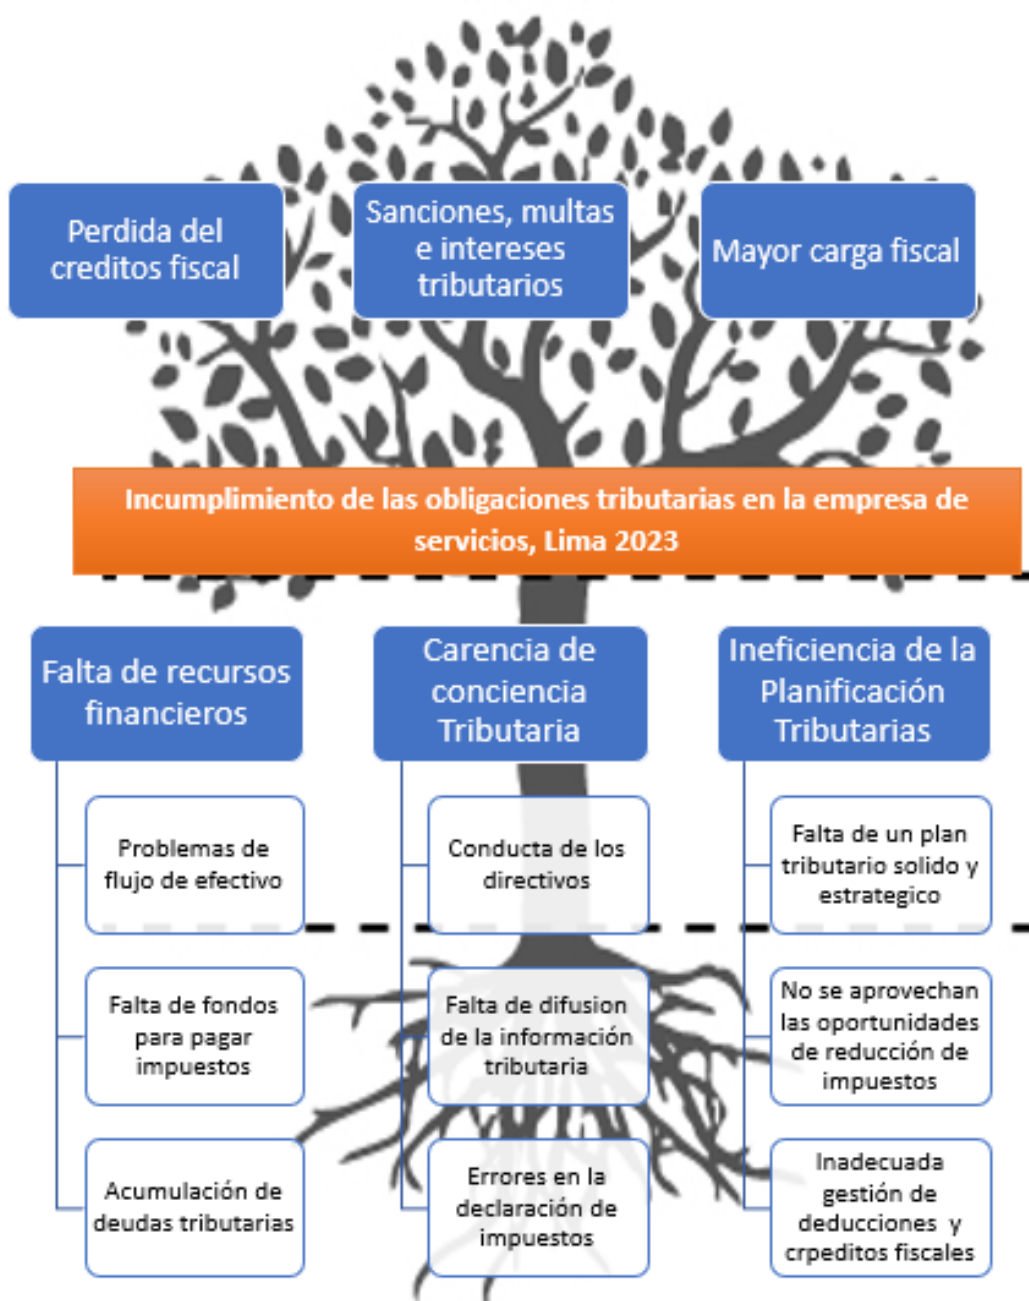 Perdida del
creditos fiscal
Sanciones, multas
e intereses
tributarios
Mayor carga fiscal
Incumplimiento de las obligaciones tributarias en la empresa de
servicios, Lima 2023
Falta de recursos
financieros
Problemas de
flujo de efectivo
Falta de fondos
para pagar
impuestos
Acumulación de
deudas tributarias
Carencia de
conciencia
Tributaria
Conducta de los
directivos
Falta de difusion
de la información
tributaria
Errores en la
declaración de
impuestos
Ineficiencia de la
Planificación
Tributarias
Falta de un plan
tributario solido y
estrategico
No se aprovechan
las oportunidades
de reducción de
impuestos
Inadecuada
gestión de
deducciones y
crpeditos fiscales